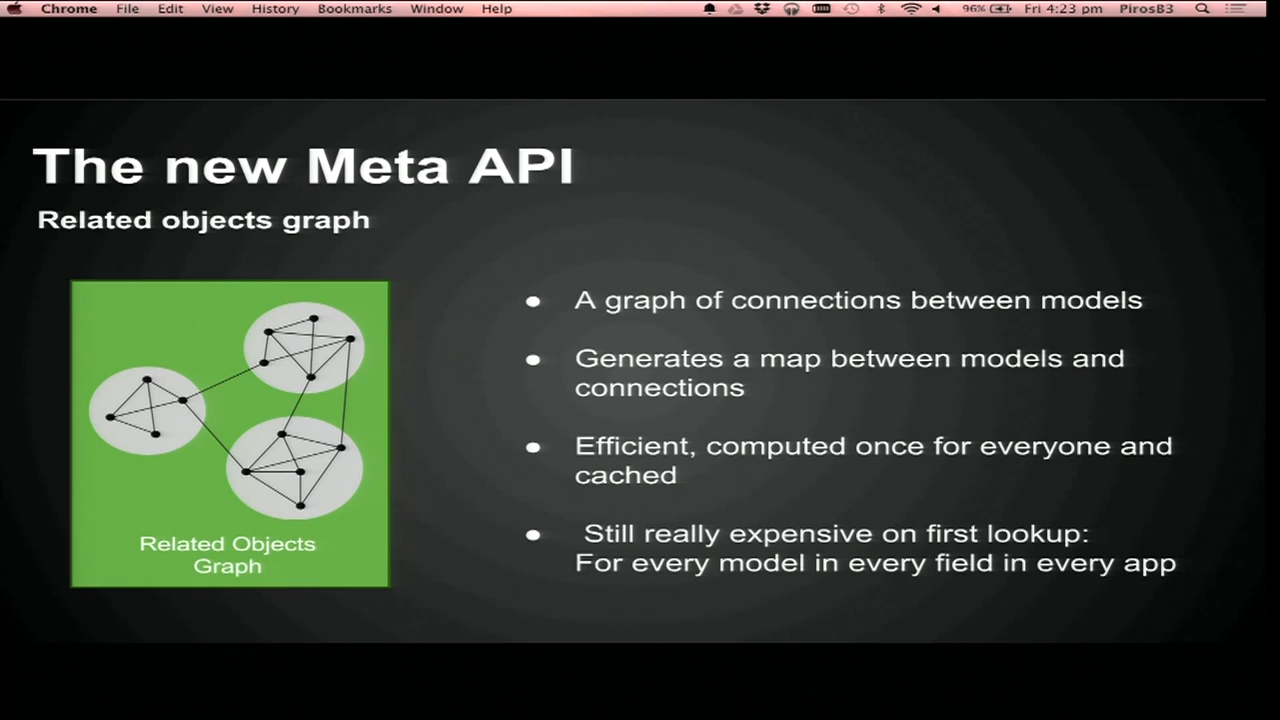 Chrome File Edit View History Bookmarks Window Help 96% Fri 4:23 pm PirosB3
The new Meta API
Related objects graph
A graph of connections between models
Generates a map between models and
connections
Efficient, computed once for everyone and
cached
Still really expensive on first lookup:
For every model in every field in every app
Related Objects
Graph